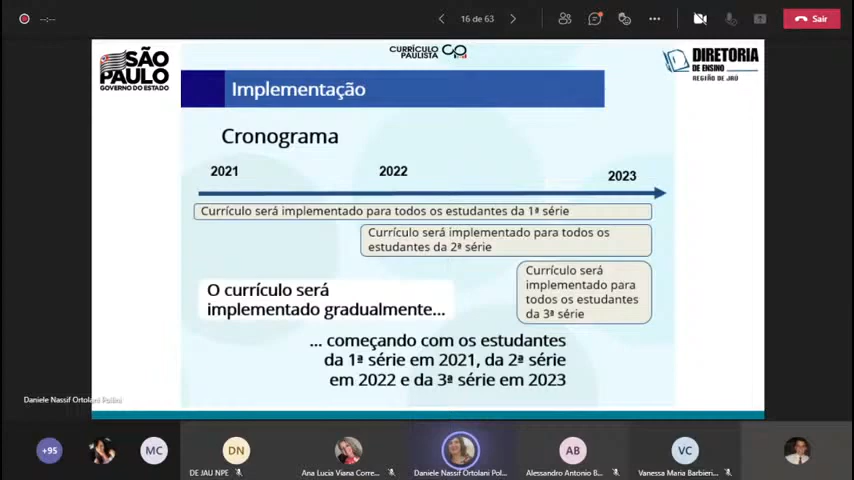 --:--
16 de 63
Sair
SÃO
PAULO
GOVERNO DO ESTADO
CURRÍCULO
PAULISTA
DIRETORIA
DE ENSINO
REGIÃO DE JAÚ
Implementação
Cronograma
2021
2022
2023
Currículo será implementado para todos os estudantes da 1ª série
Currículo será implementado para todos os
estudantes da 2ª série
Currículo será
implementado para
todos os estudantes
da 3ª série
O currículo será
implementado gradualmente...
... começando com os estudantes
da 1ª série em 2021, da 2ª série
em 2022 e da 3ª série em 2023
Daniele Nassif Ortolani Polini
+95
MC
DN
AB
VC
DE JAU NPE
Ana Lucia Viana Corre...
Daniele Nassif Ortolani Pol...
Alessandro Antonio B...
Vanessa Maria Barbieri...